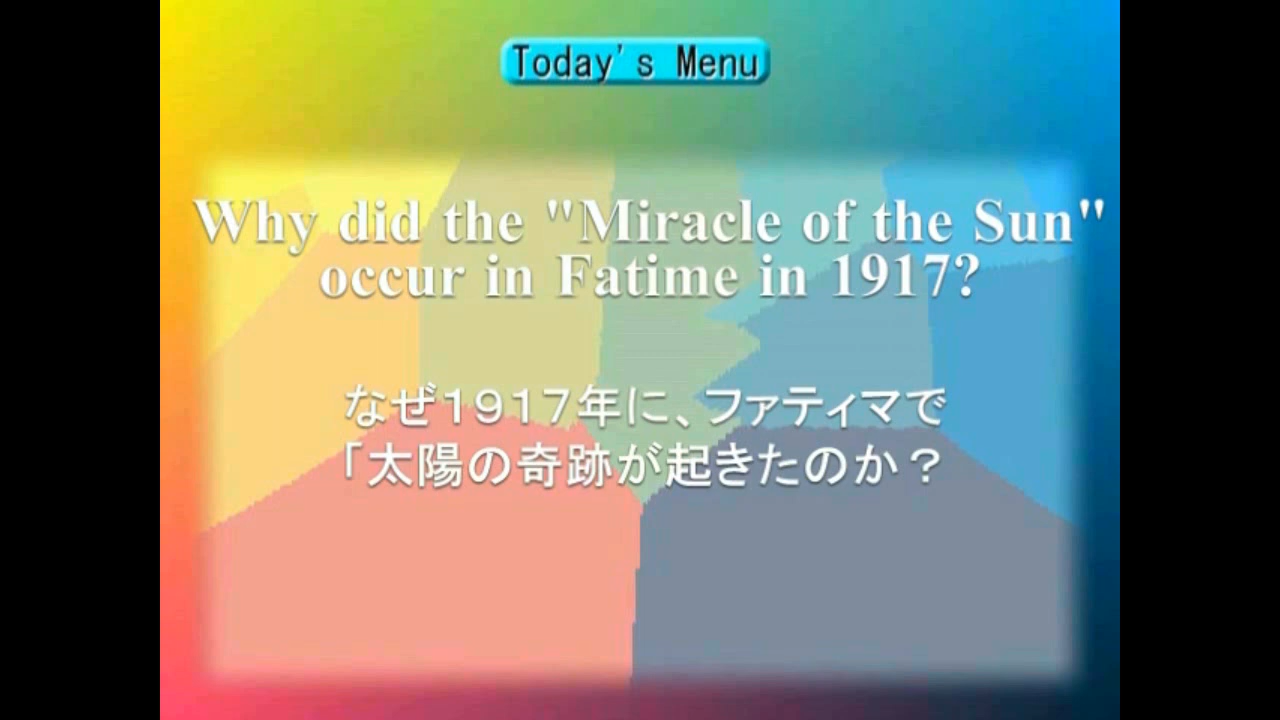 Today's Menu
Why did the "Miracle of the Sun"
occur in Fatime in 1917?
なぜ１９１７年に、ファティマで
「太陽の奇跡が起きたのか？